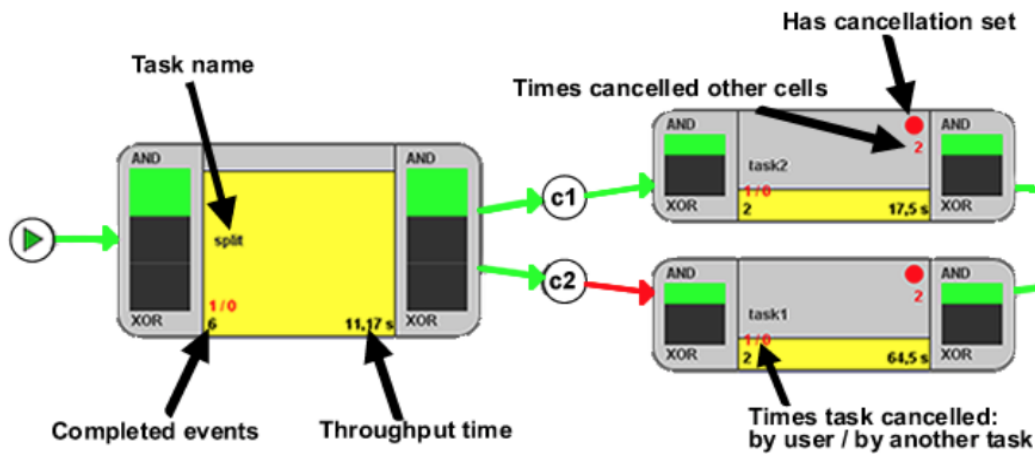 Has cancellation set
Task name
Times cancelled other cells
AND
AND
2
task2
1 / 0
2
17,5 s
XOR
XOR
AND
AND
split
1 / 0
6
11,17 s
XOR
XOR
c1
c2
AND
AND
2
task1
1 / 0
2
64,5 s
XOR
XOR
Completed events
Throughput time
Times task cancelled:
by user / by another task